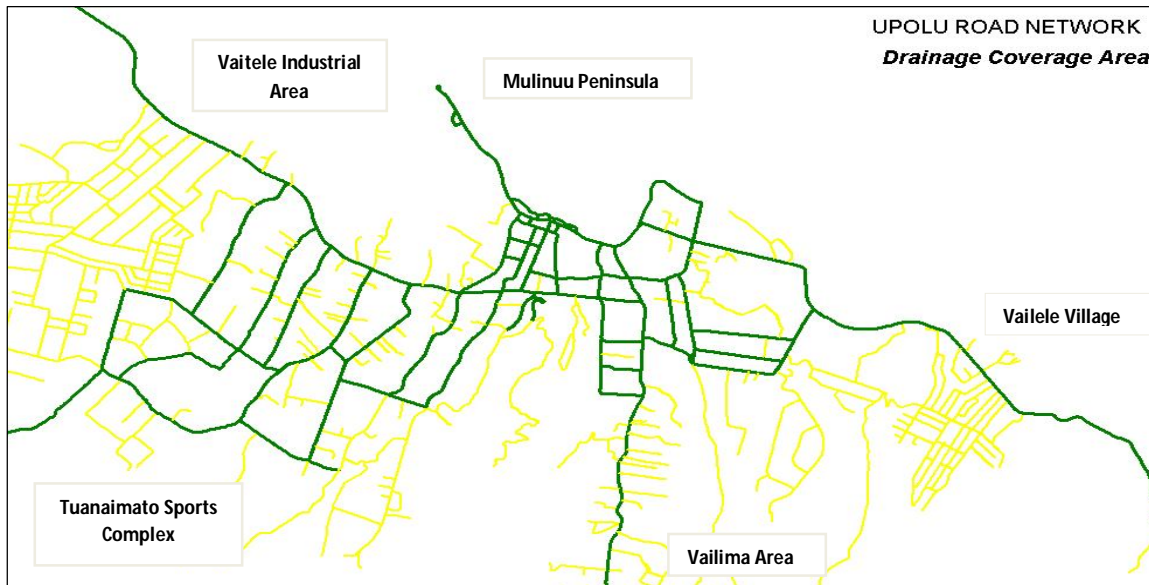 UPOLU ROAD NETWORK
Drainage Coverage Area
Vaitele Industrial
Area
Mulinuu Peninsula
Vailele Village
Tuanaimato Sports
Complex
Vailima Area